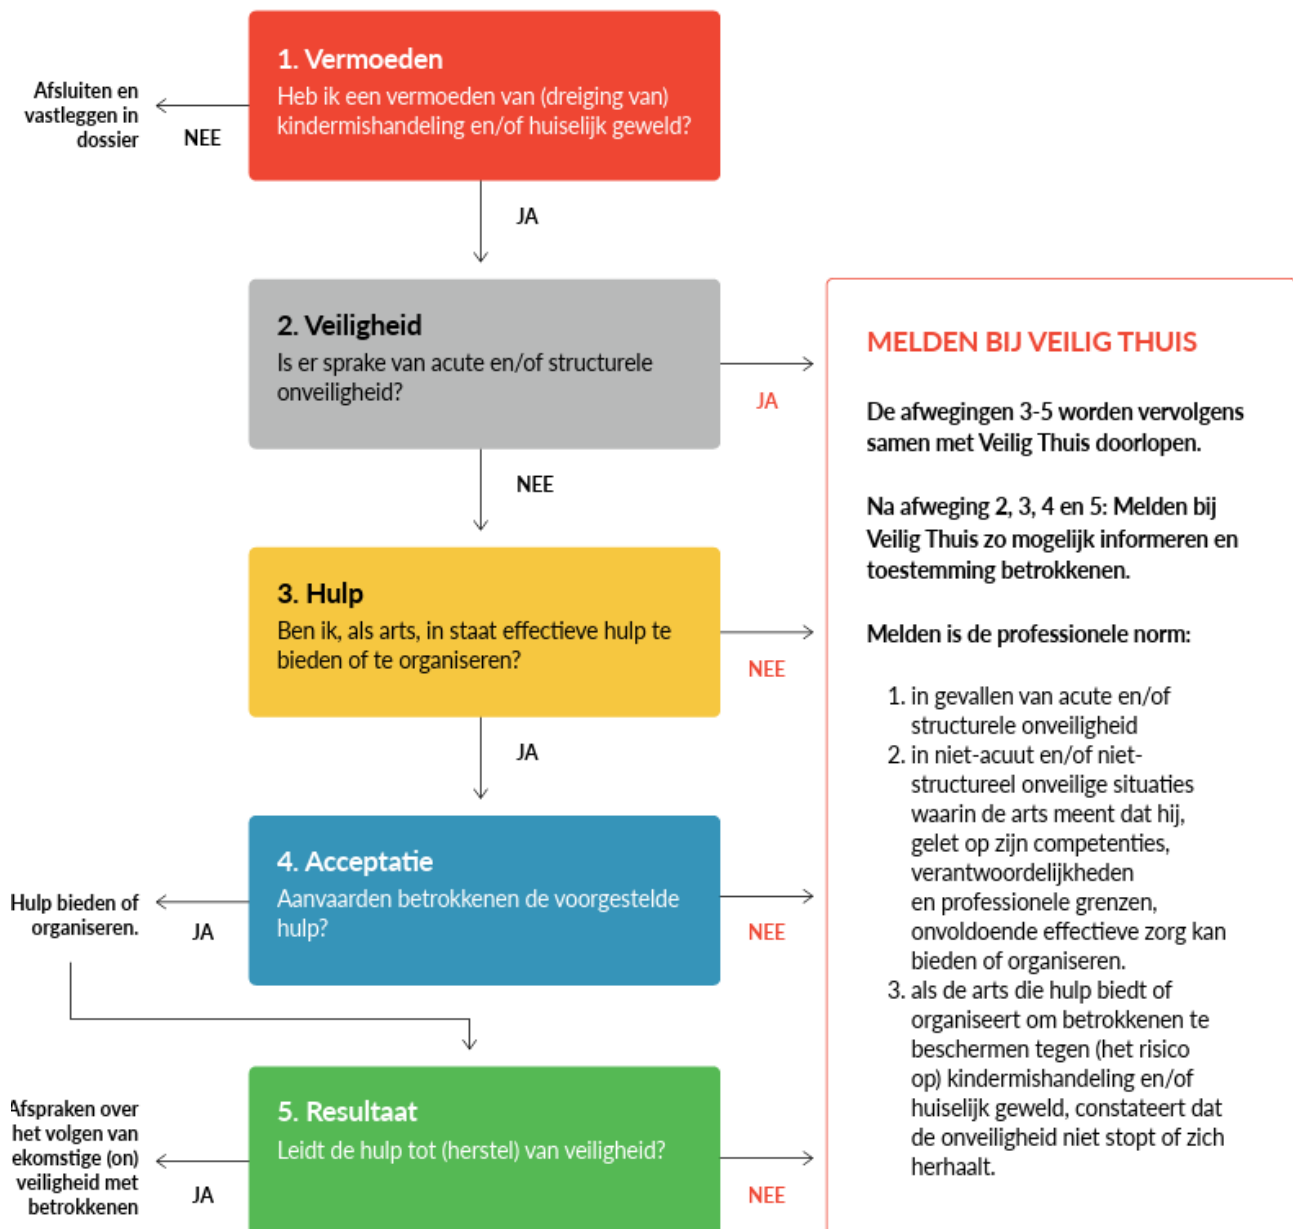 1. Vermoeden
Heb ik een vermoeden van (dreiging van)
kindermishandeling en/of huiselijk geweld?
Afsluiten en
vastleggen in
dossier
NEE
JA
2. Veiligheid
Is er sprake van acute en/of structurele
onveiligheid?
JA
NEE
3. Hulp
Ben ik, als arts, in staat effectieve hulp te
bieden of te organiseren?
NEE
JA
4. Acceptatie
Aanvaarden betrokkenen de voorgestelde
hulp?
Hulp bieden of
organiseren.
JA
NEE
5. Resultaat
Leidt de hulp tot (herstel) van veiligheid?
Afspraken over
het volgen van
ekomstige (on)
veiligheid met
betrokkenen
JA
NEE
MELDEN BIJ VEILIG THUIS
De afwegingen 3-5 worden vervolgens
samen met Veilig Thuis doorlopen.
Na afweging 2, 3, 4 en 5: Melden bij
Veilig Thuis zo mogelijk informeren en
toestemming betrokkenen.
Melden is de professionele norm:
1. in gevallen van acute en/of
structurele onveiligheid
2. in niet-acuut en/of niet-
structureel onveilige situaties
waarin de arts meent dat hij,
gelet op zijn competenties,
verantwoordelijkheden
en professionele grenzen,
onvoldoende effectieve zorg kan
bieden of organiseren.
3. als de arts die hulp biedt of
organiseert om betrokkenen te
beschermen tegen (het risico
op) kindermishandeling en/of
huiselijk geweld, constateert dat
de onveiligheid niet stopt of zich
herhaalt.